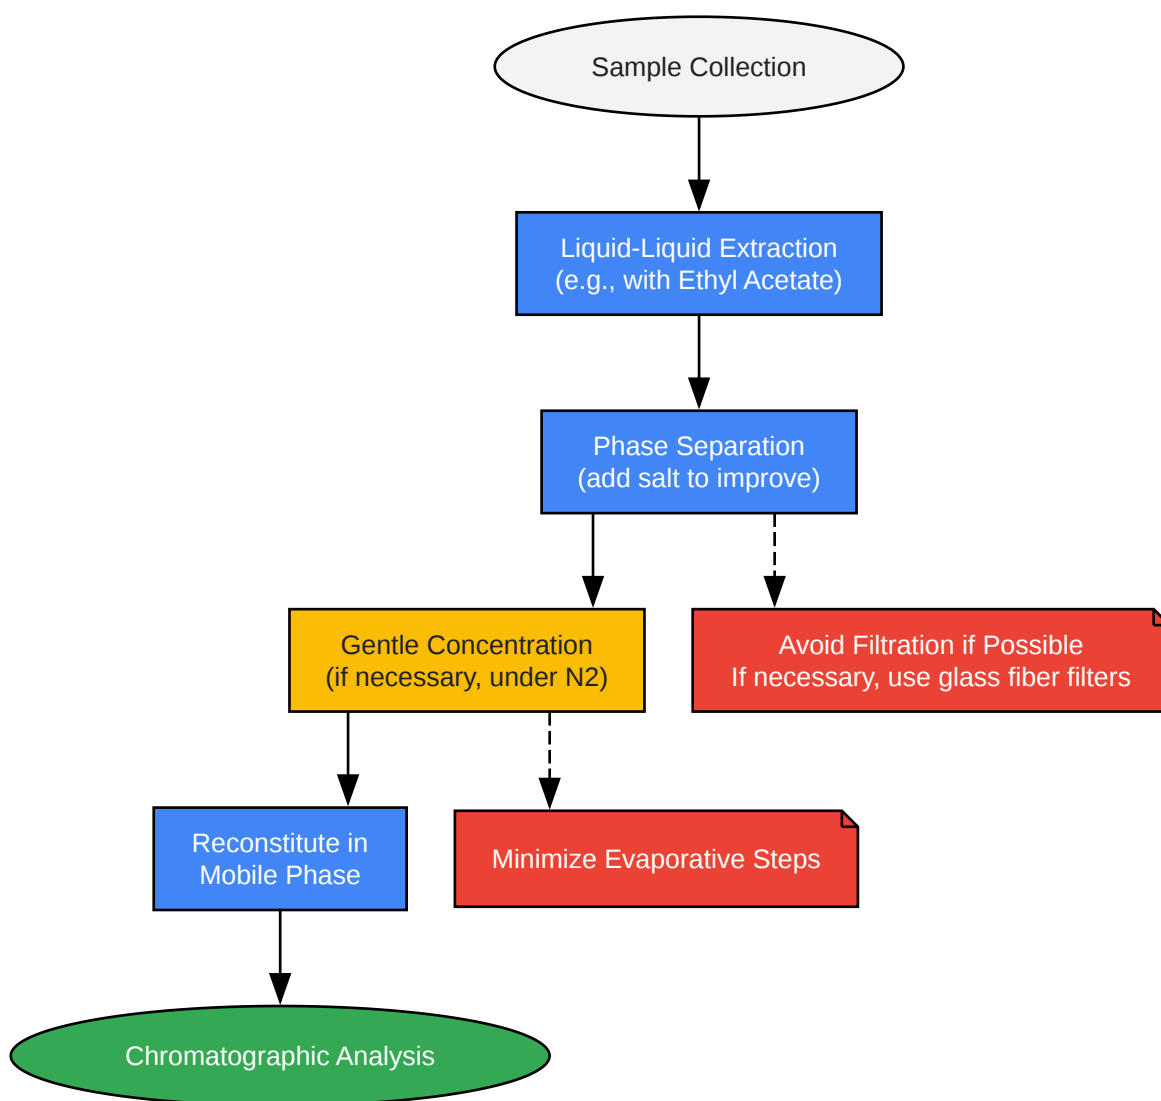 Sample Collection
Liquid-Liquid Extraction
(e.g., with Ethyl Acetate)
Phase Separation
(add salt to improve)
Gentle Concentration
(if necessary, under N2)
Avoid Filtration if Possible
If necessary, use glass fiber filters
Reconstitute in
Mobile Phase
Minimize Evaporative Steps
Chromatographic Analysis